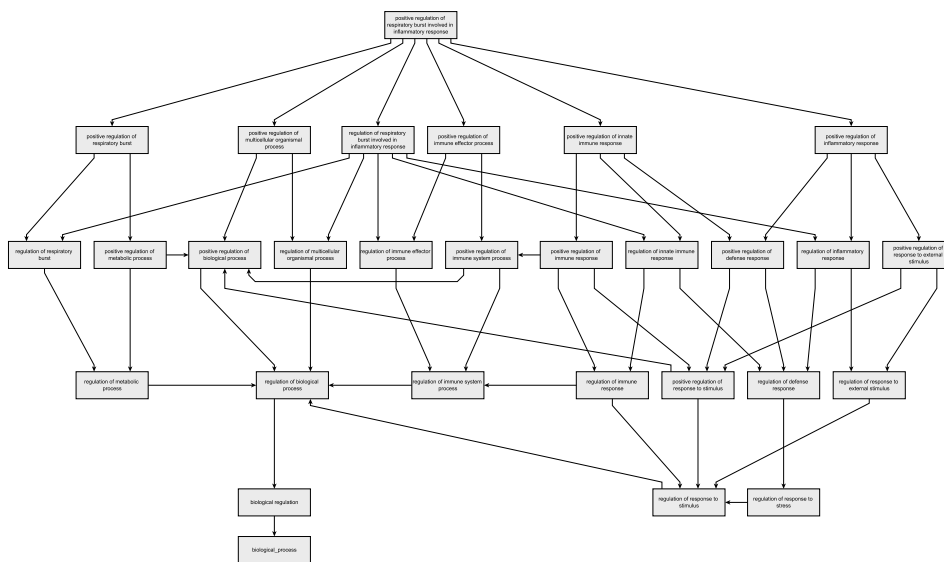 positive regulation of
respiratory burst involved in
inflammatory response
positive regulation of
respiratory burst
positive regulation of
multicellular organismal
process
regulation of respiratory
burst involved in
inflammatory response
positive regulation of
immune effector process
positive regulation of innate
immune response
positive regulation of
inflammatory response
regulation of respiratory
burst
positive regulation of
metabolic process
positive regulation of
biological process
regulation of multicellular
organismal process
regulation of immune effector
process
positive regulation of
immune system process
positive regulation of
immune response
regulation of innate immune
response
positive regulation of
defense response
regulation of inflammatory
response
positive regulation of
response to external
stimulus
regulation of metabolic
process
regulation of biological
process
regulation of immune system
process
regulation of immune
response
positive regulation of
response to stimulus
regulation of defense
response
regulation of response to
external stimulus
biological regulation
regulation of response to
stimulus
regulation of response to
stress
biological_process